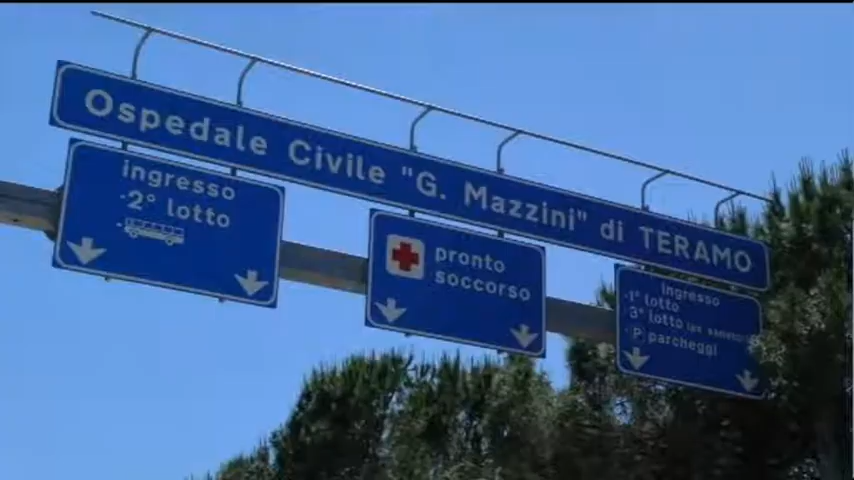 Ospedale Civile "G. Mazzini" di TERAMO
ingresso
-2° lotto
pronto
soccorso
ingresso
-1° lotto
-3° lotto
P parcheggi